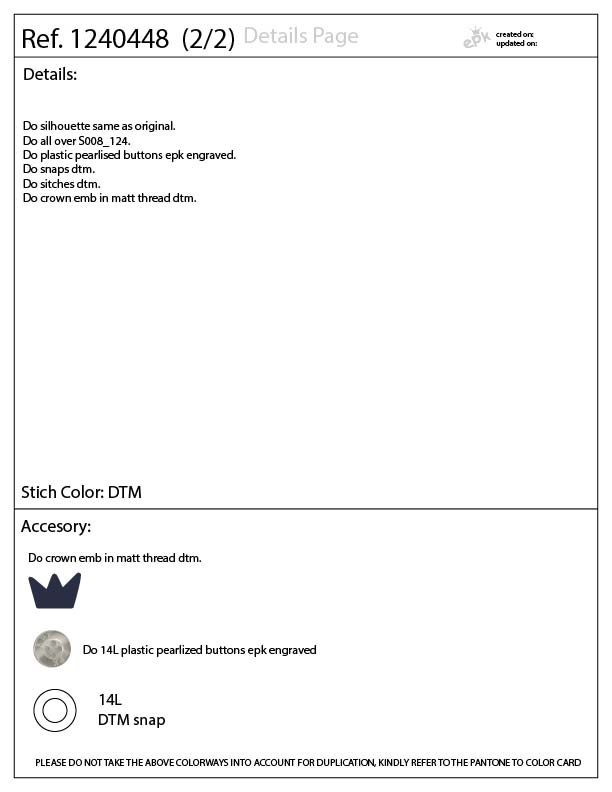 Ref. 1240448 (2/2) Details Page
epk
created on:
updated on:
Details:
Do silhouette same as original.
Do all over S008_124.
Do plastic pearlised buttons epk engraved.
Do snaps dtm.
Do sitches dtm.
Do crown emb in matt thread dtm.
Stich Color: DTM
Accesory:
Do crown emb in matt thread dtm.
Do 14L plastic pearlized buttons epk engraved
14L
DTM snap
PLEASE DO NOT TAKE THE ABOVE COLORWAYS INTO ACCOUNT FOR DUPLICATION, KINDLY REFER TO THE PANTONE TO COLOR CARD